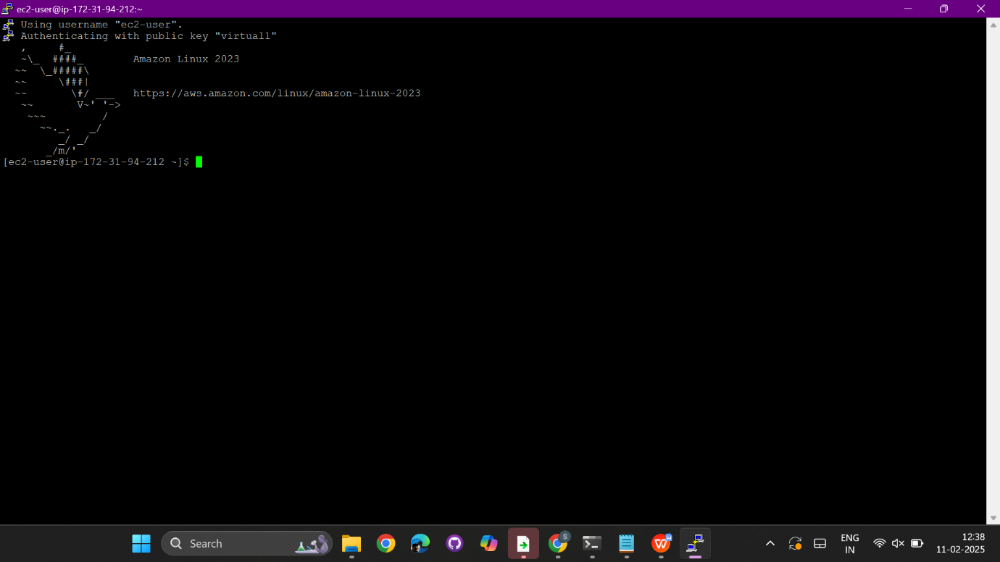 ec2-user@ip-172-31-94-212:~
Using username "ec2-user".
Authenticating with public key "virtual1"
   ,     #_
   ~\_  ####_        Amazon Linux 2023
  ~~  \_#####\
  ~~     \###|
  ~~       \#/ ___   https://aws.amazon.com/linux/amazon-linux-2023
   ~~       V~' '->
    ~~~         /
      ~~._.   _/
         _/ _/
       _/m/'
[ec2-user@ip-172-31-94-212 ~]$
Search
S
W
ENG
IN
12:38
11-02-2025